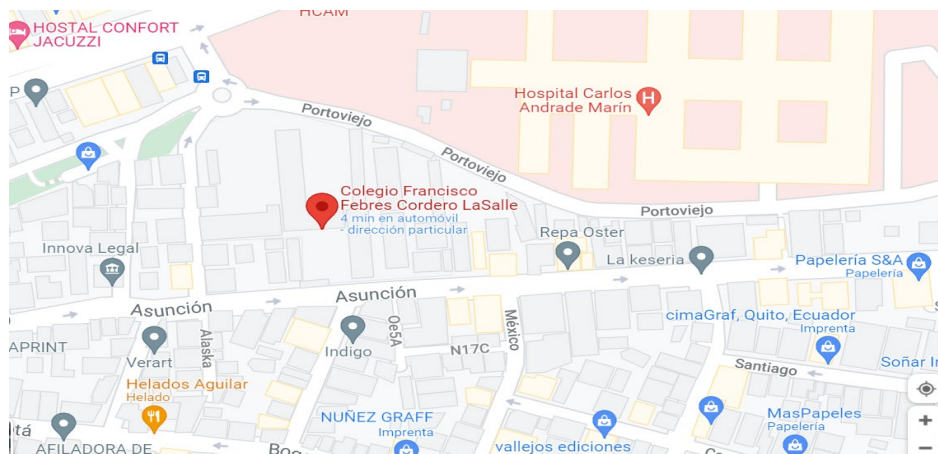 HCAM
HOSTAL CONFORT
JACUZZI
P
Hospital Carlos
Andrade Marín
H
Portoviejo
Portoviejo
Colegio Francisco
Febres Cordero LaSalle
4 min en automóvil
- dirección particular
Portoviejo
Repa Oster
Innova Legal
La keseria
Papelería S&A
Papelería
Asunción
Asunción
cimaGraf, Quito, Ecuador
Imprenta
APRINT
Verart
Alaska
Indigo
Oe5A
N17C
México
Santiago
Soñar In
Helados Aguilar
Helado
NUÑEZ GRAFF
Imprenta
MasPapeles
Papelería
tá
AFILADORA DE
Bog
vallejos ediciones
Co